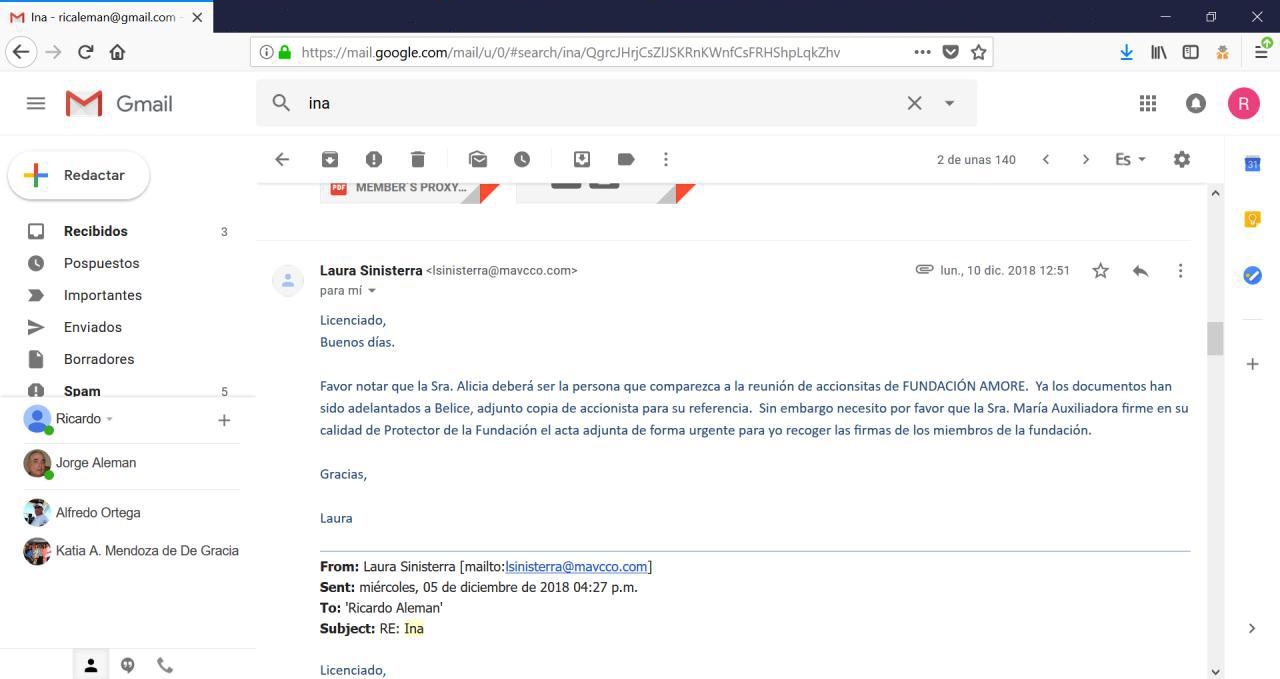 Ina - ricaleman@gmail.com -
https://mail.google.com/mail/u/0/#search/ina/QgrcJHrjCsZlJSKRnKWnfCsFRHShpLqkZhv
Gmail
ina
R
Redactar
2 de unas 140
Es
31
PDF MEMBER`S PROXY...
Recibidos 3
Pospuestos
Importantes
Enviados
Borradores
Spam 5
Ricardo
Jorge Aleman
Alfredo Ortega
Katia A. Mendoza de De Gracia
Laura Sinisterra <lsinisterra@mavcco.com>
lun., 10 dic. 2018 12:51
para mí
Licenciado,
Buenos días.
Favor notar que la Sra. Alicia deberá ser la persona que comparezca a la reunión de accionsitas de FUNDACIÓN AMORE. Ya los documentos han
sido adelantados a Belice, adjunto copia de accionista para su referencia. Sin embargo necesito por favor que la Sra. María Auxiliadora firme en su
calidad de Protector de la Fundación el acta adjunta de forma urgente para yo recoger las firmas de los miembros de la fundación.
Gracias,
Laura
From: Laura Sinisterra [mailto:lsinisterra@mavcco.com]
Sent: miércoles, 05 de diciembre de 2018 04:27 p.m.
To: 'Ricardo Aleman'
Subject: RE: Ina
Licenciado,